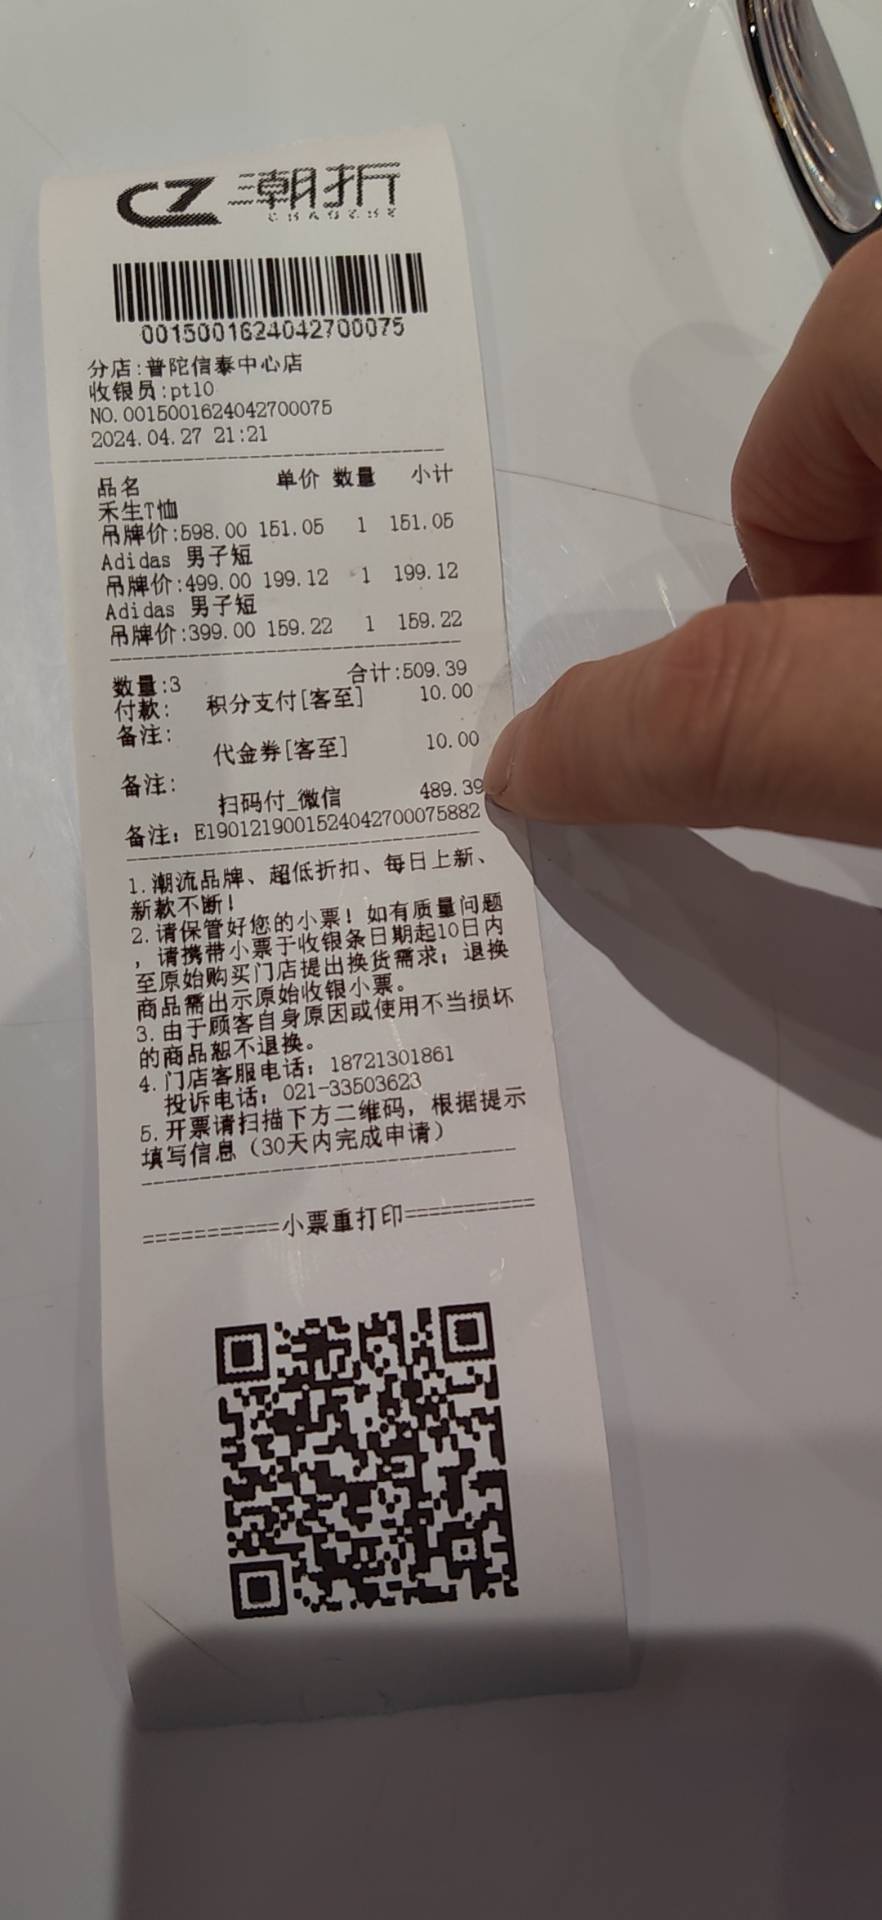 CZ 潮折
CHAOZHE
0015001624042700075
分店:普陀信泰中心店
收银员:pt10
NO.0015001624042700075
2024.04.27 21:21
品名 单价 数量 小计
禾生T恤
吊牌价:598.00 151.05 1 151.05
Adidas 男子短
吊牌价:499.00 199.12 1 199.12
Adidas 男子短
吊牌价:399.00 159.22 1 159.22
数量:3 合计:509.39
付款: 积分支付[客至] 10.00
备注:
代金券[客至] 10.00
备注:
扫码付_微信 489.39
备注: E1901219001524042700075882
1.潮流品牌、超低折扣、每日上新、
新款不断!
2.请保管好您的小票!如有质量问题
,请携带小票于收银条日期起10日内
至原始购买门店提出换货需求;退换
商品需出示原始收银小票。
3.由于顾客自身原因或使用不当损坏
的商品恕不退换。
4.门店客服电话: 18721301861
投诉电话: 021-33503623
5.开票请扫描下方二维码, 根据提示
填写信息(30天内完成申请)
===========小票重打印===========